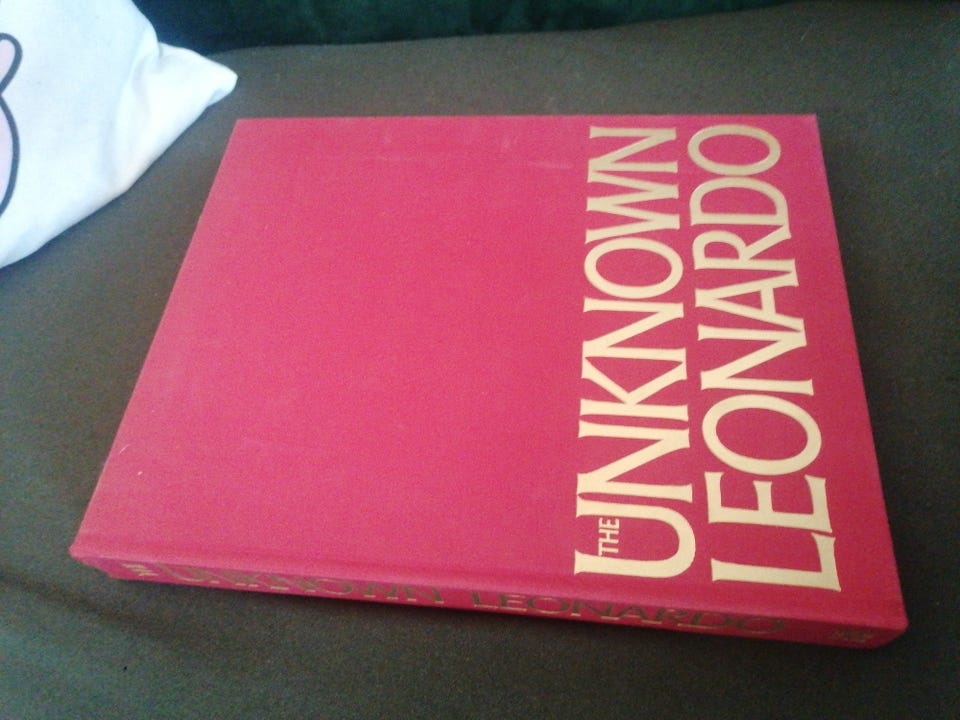 THE
UNKNOWN
LEONARDO
THE UNKNOWN LEONARDO